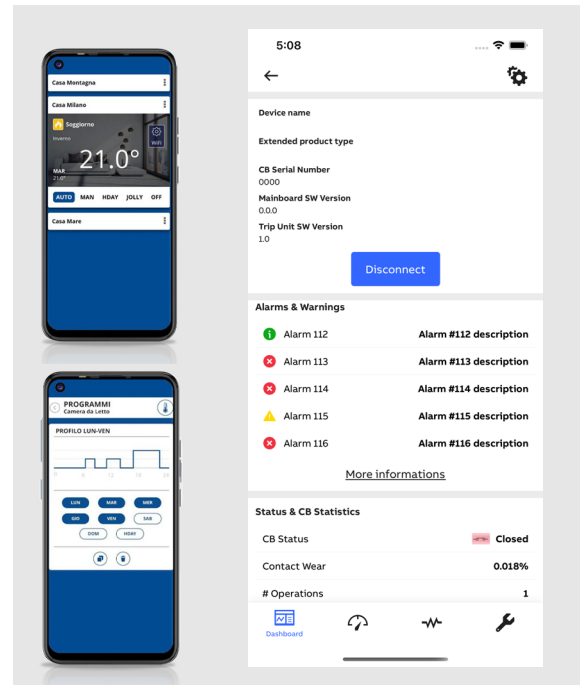 Casa Montagna
Casa Milano
Soggiorno
Inverno
WiFi
21.0°
MAR
21.0°
AUTO MAN HDAY JOLLY OFF
Casa Mare
PROGRAMMI
Camera da Letto
PROFILO LUN-VEN
0 6 12 18 24
LUN MAR MER
GIO VEN SAB
DOM HDAY
5:08
Device name
Extended product type
CB Serial Number
0000
Mainboard SW Version
0.0.0
Trip Unit SW Version
1.0
Disconnect
Alarms & Warnings
Alarm 112 Alarm #112 description
Alarm 113 Alarm #113 description
Alarm 114 Alarm #114 description
Alarm 115 Alarm #115 description
Alarm 116 Alarm #116 description
More informations
Status & CB Statistics
CB Status Closed
Contact Wear 0.018%
# Operations 1
Dashboard